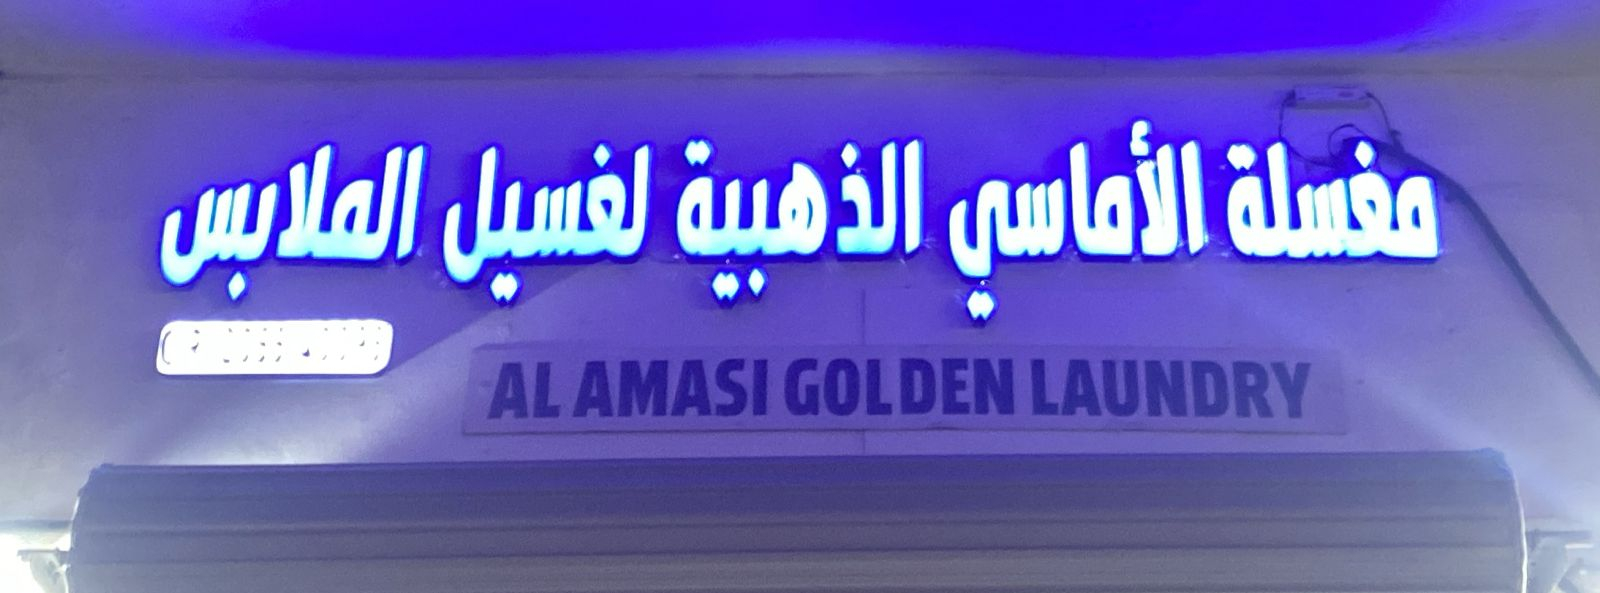 مغسلة الأماسي الذهبية لغسيل الملابس
AL AMASI GOLDEN LAUNDRY